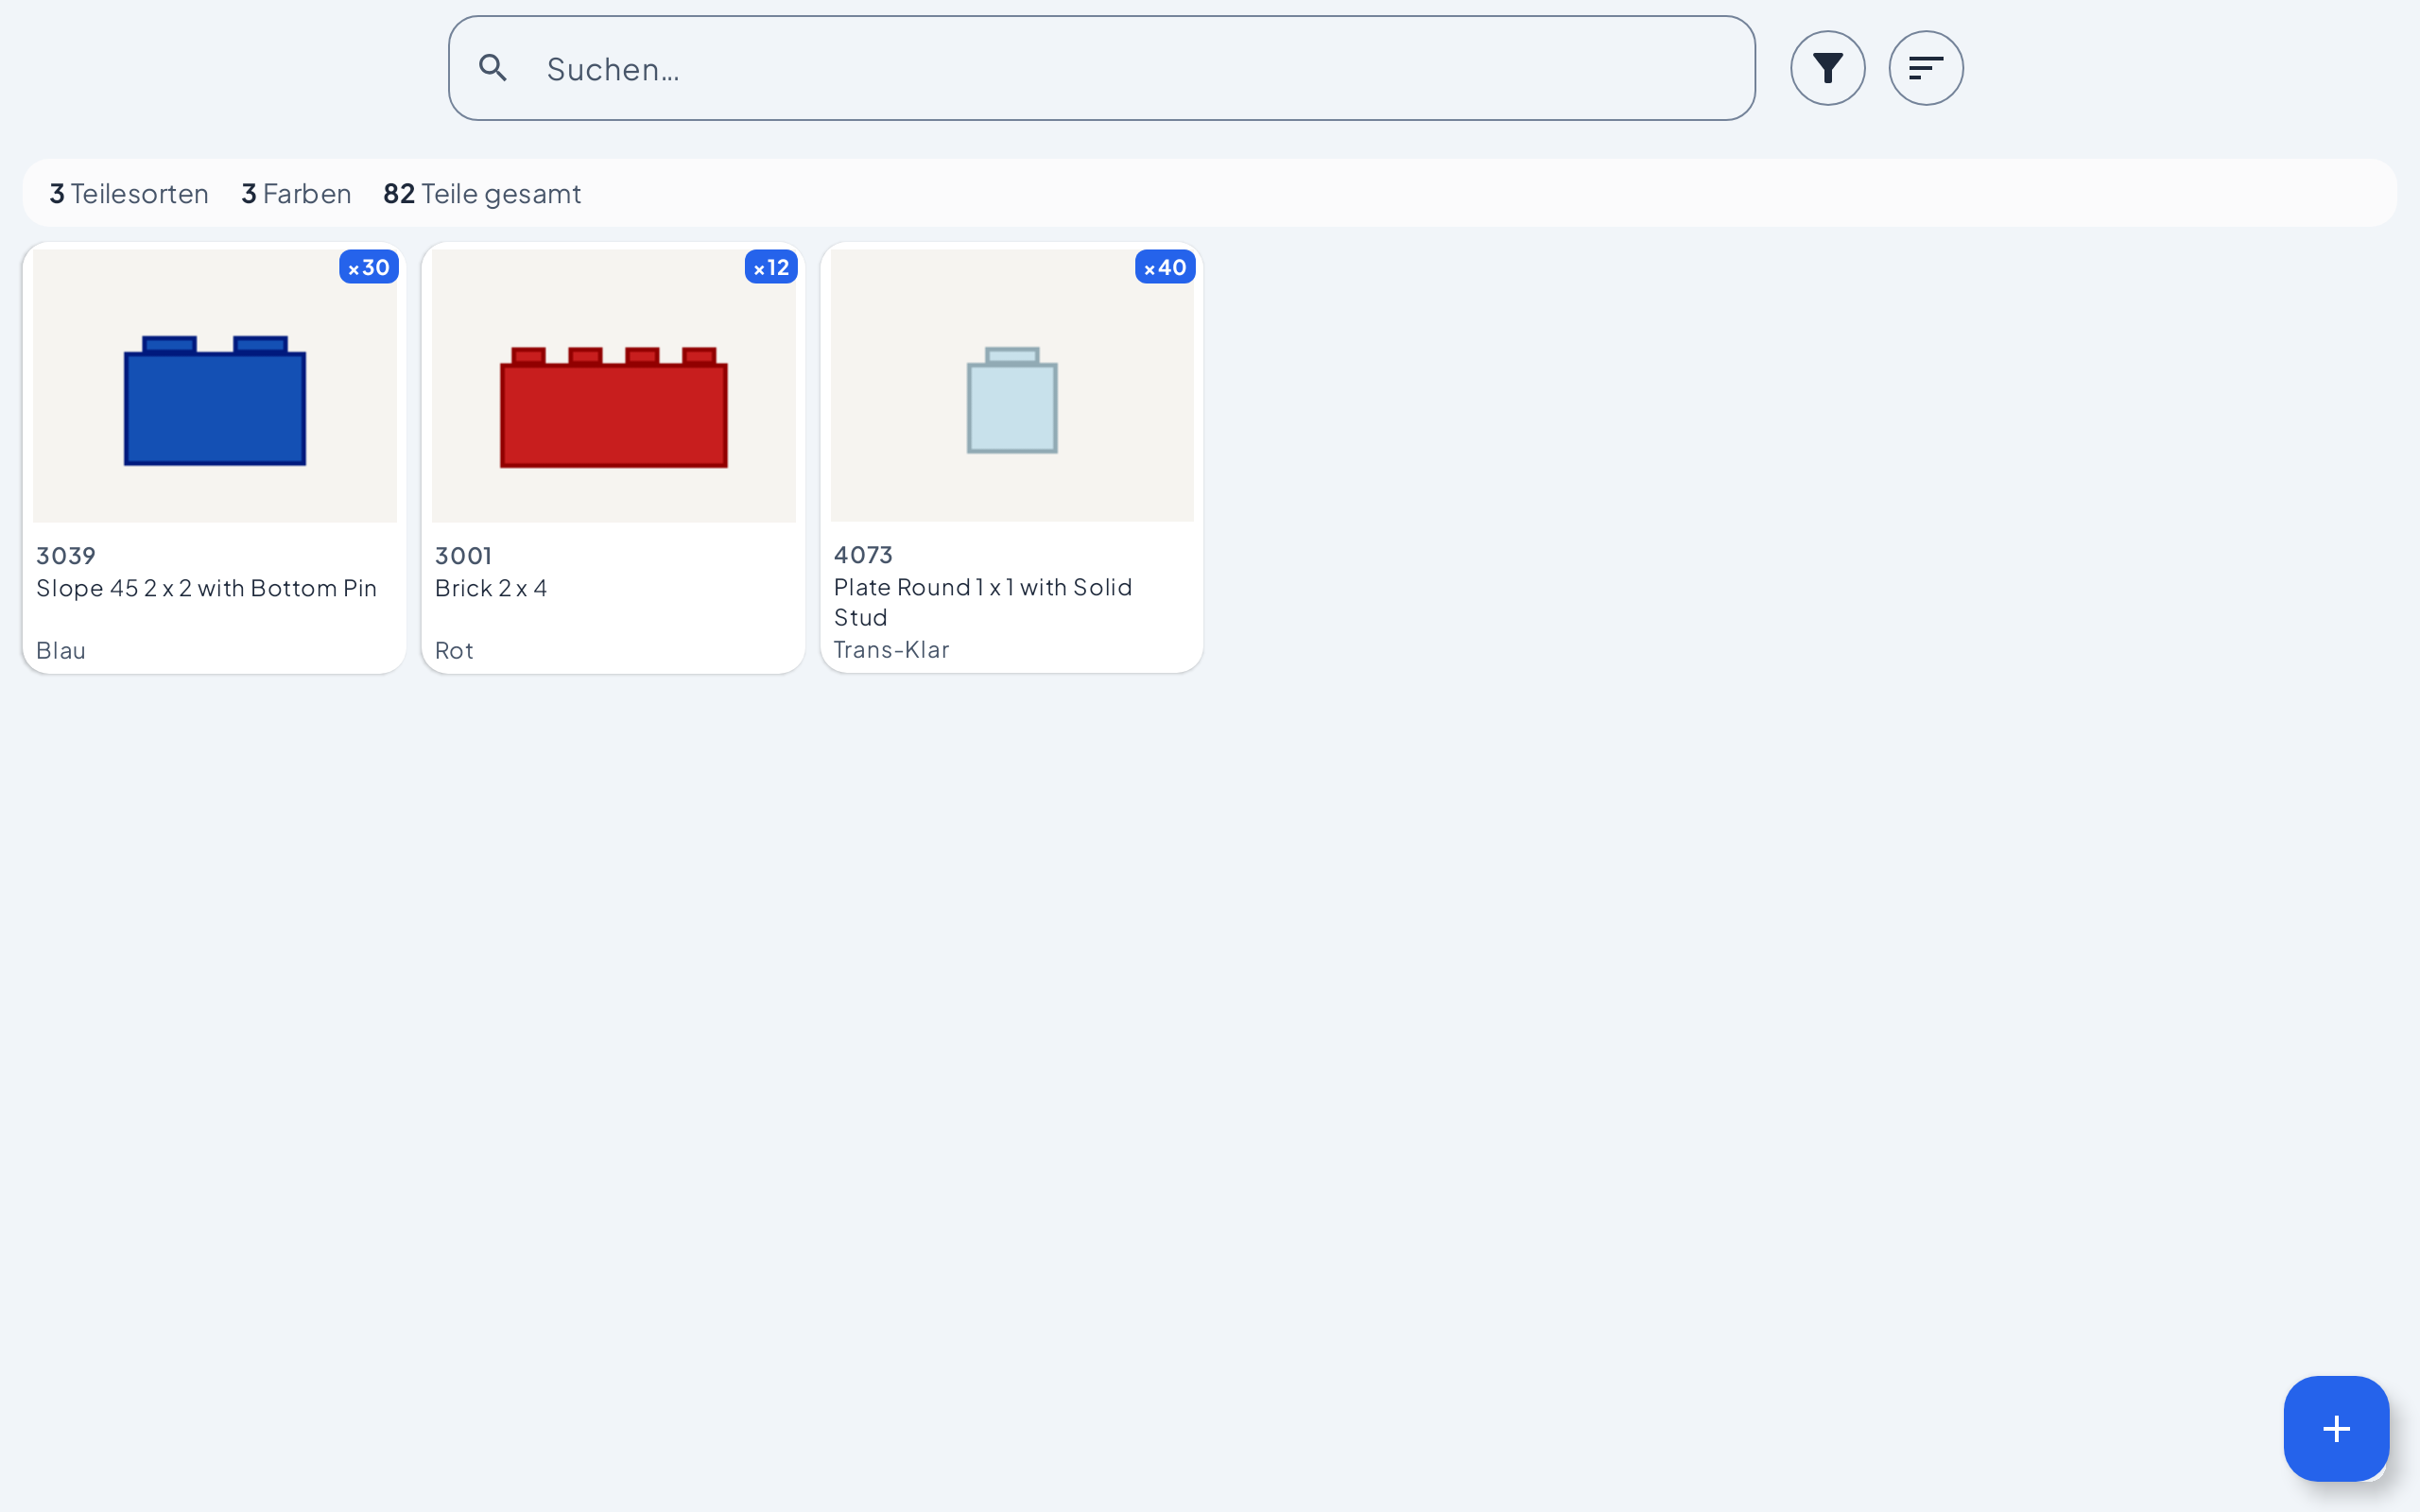 Suchen...
3 Teilesorten 3 Farben 82 Teile gesamt
×30
3039
Slope 45 2 x 2 with Bottom Pin
Blau
×12
3001
Brick 2 x 4
Rot
×40
4073
Plate Round 1 x 1 with Solid
Stud
Trans-Klar